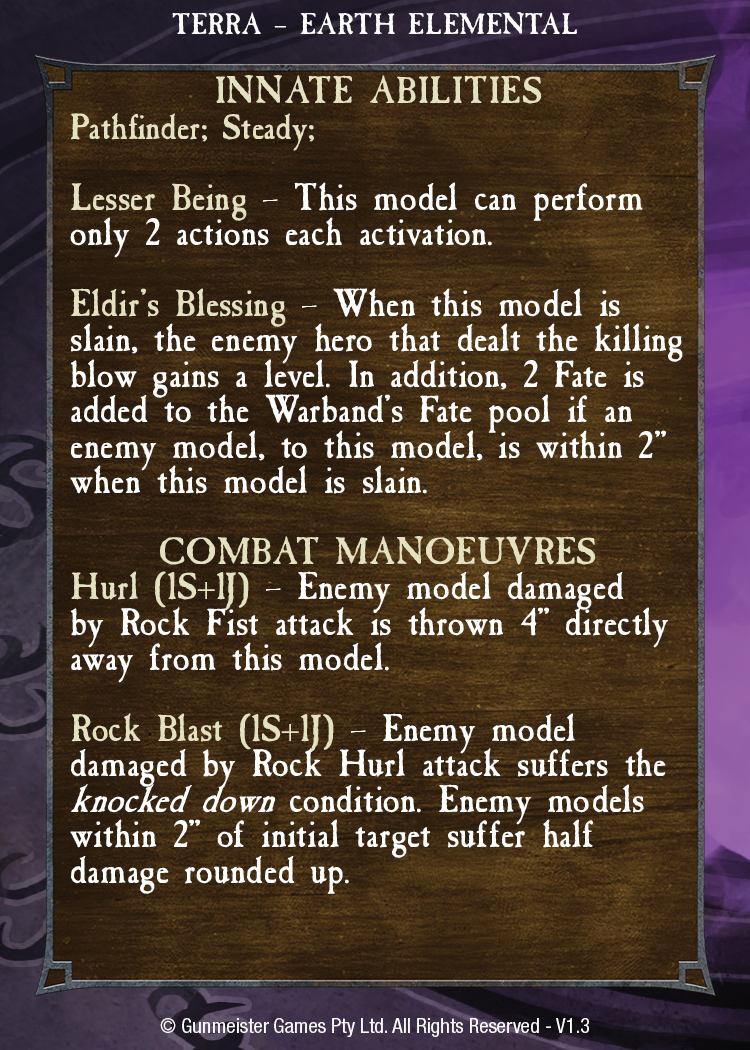 TERRA – EARTH ELEMENTAL
INNATE ABILITIES
Pathfinder; Steady;
Lesser Being – This model can perform
only 2 actions each activation.
Eldir's Blessing – When this model is
slain, the enemy hero that dealt the killing
blow gains a level. In addition, 2 Fate is
added to the Warband's Fate pool if an
enemy model, to this model, is within 2"
when this model is slain.
COMBAT MANOEUVRES
Hurl (1S+1J) – Enemy model damaged
by Rock Fist attack is thrown 4" directly
away from this model.
Rock Blast (1S+1J) – Enemy model
damaged by Rock Hurl attack suffers the
knocked down condition. Enemy models
within 2" of initial target suffer half
damage rounded up.
© Gunmeister Games Pty Ltd. All Rights Reserved - V1.3